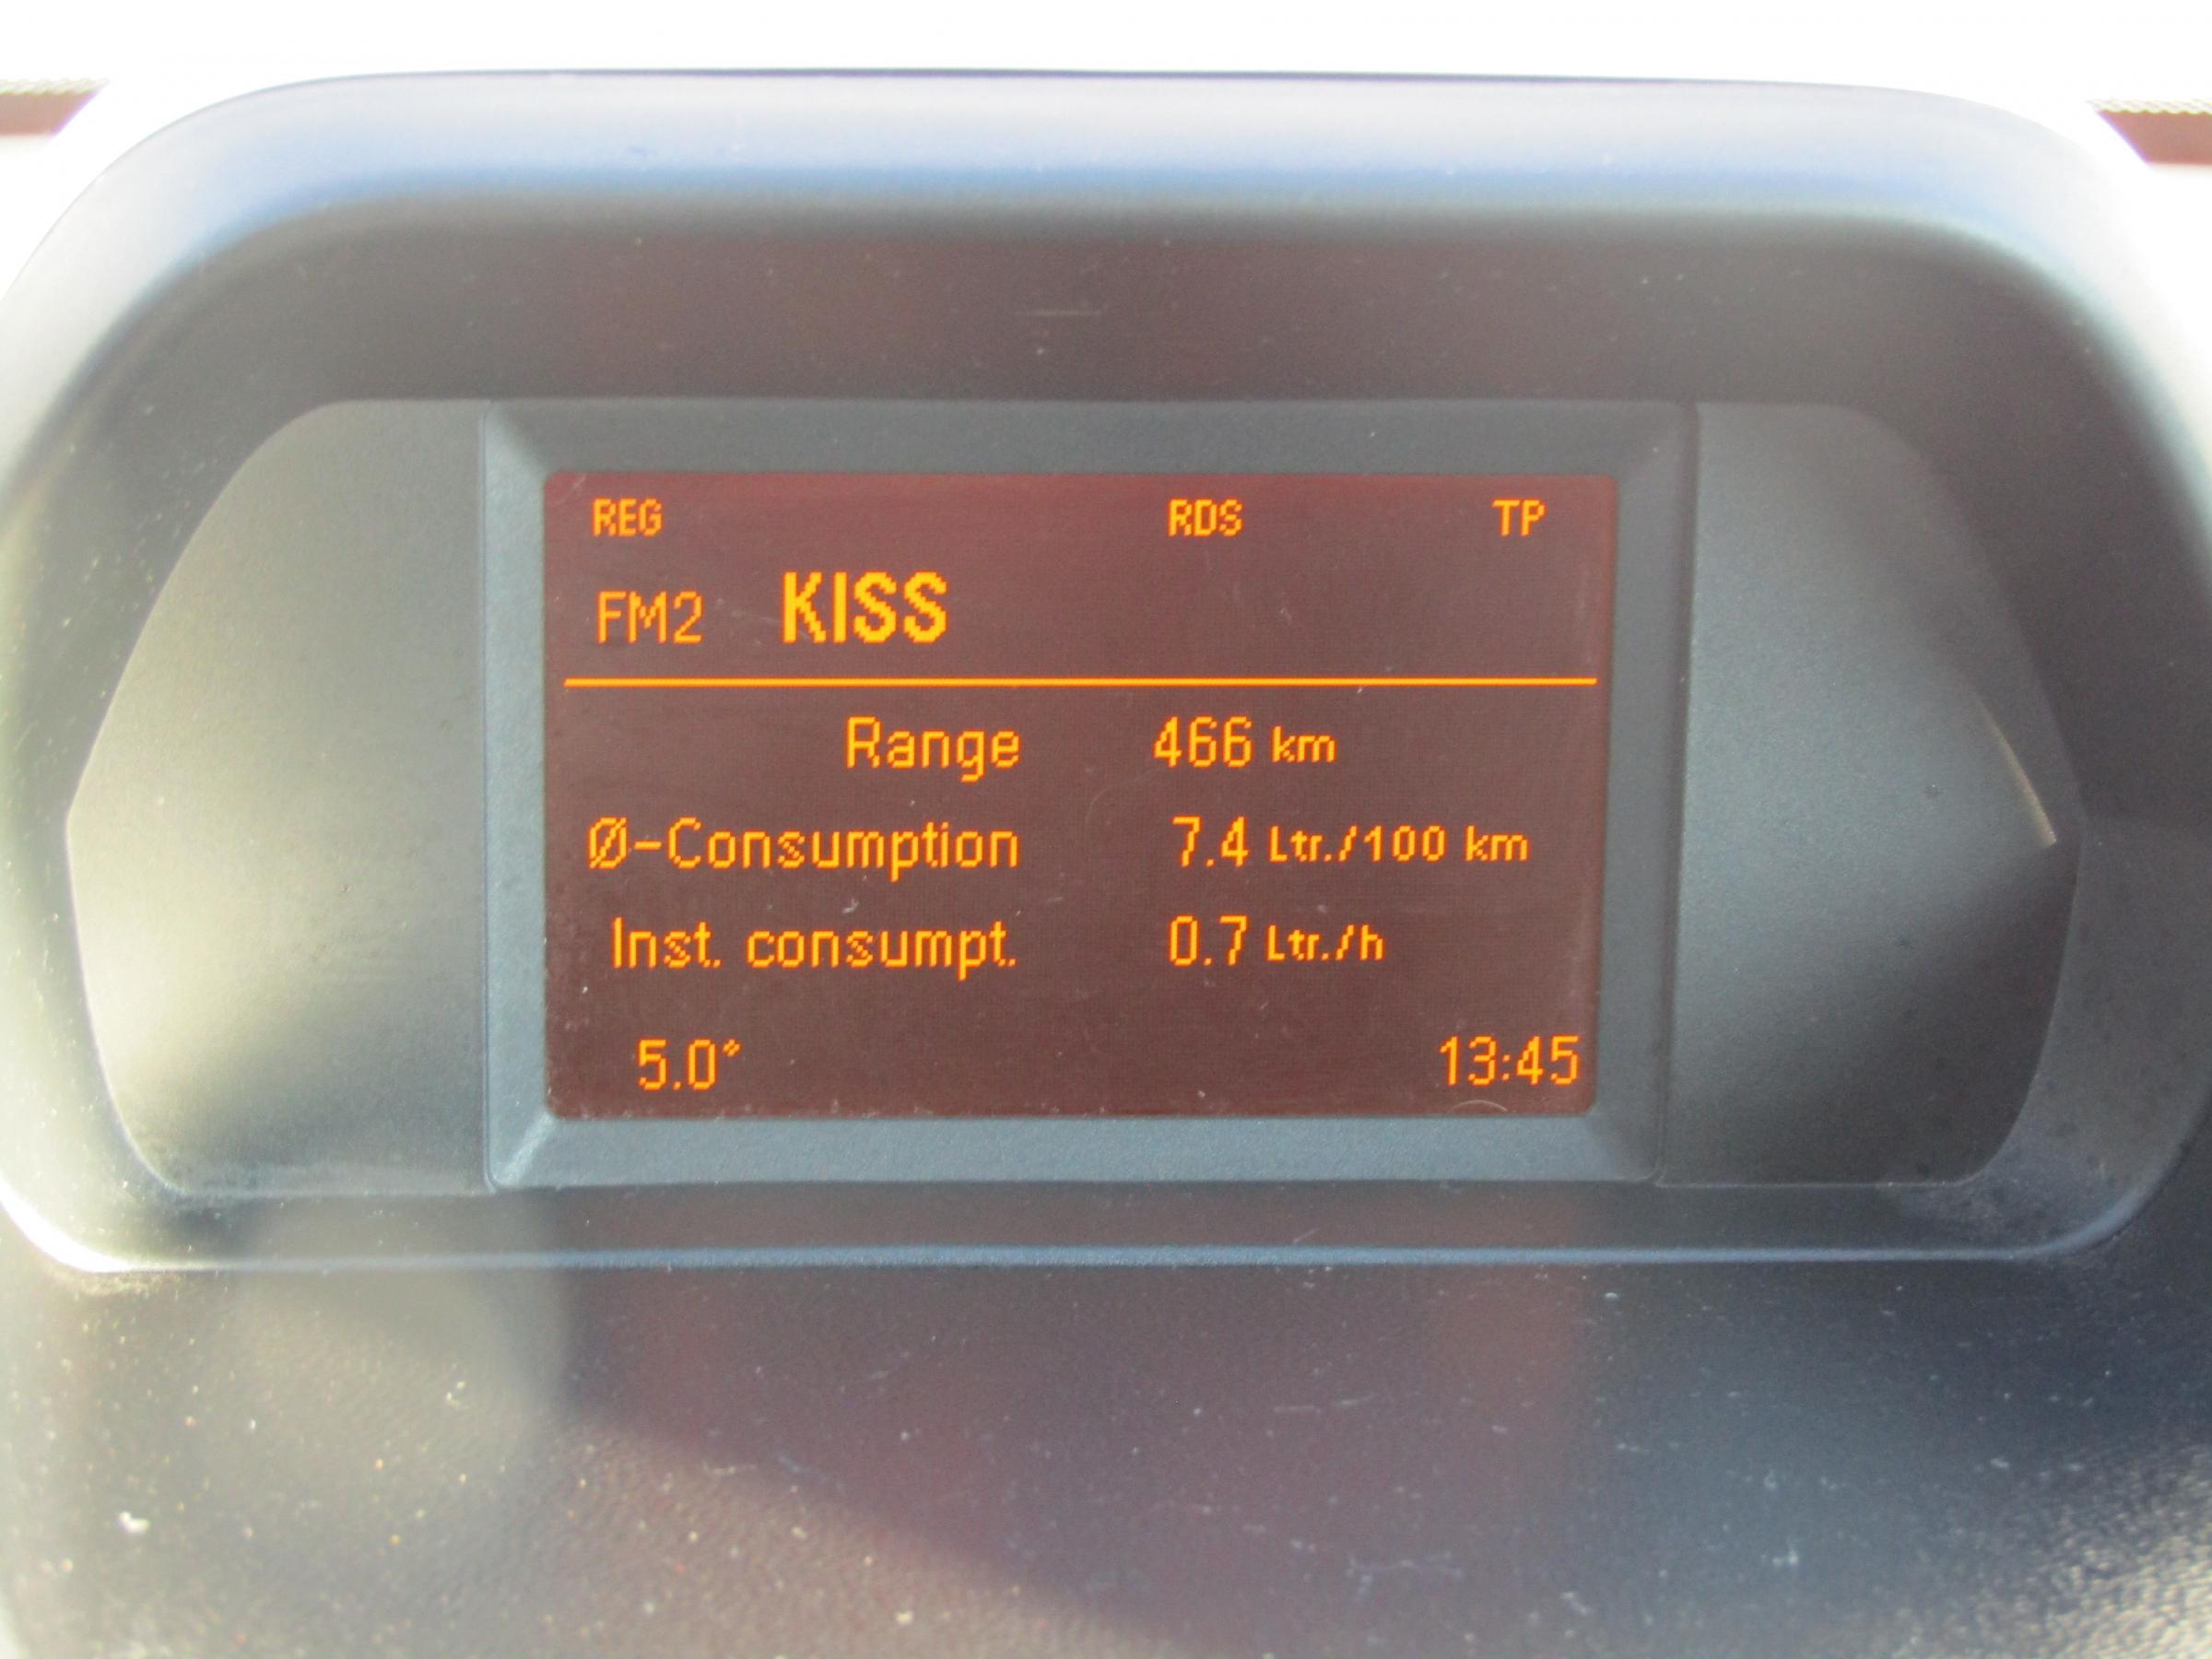 REG RDS TP
FM2 KISS
Range 466 km
Ø-Consumption 7.4 Ltr./100 km
Inst. consumpt. 0.7 Ltr./h
5.0° 13:45